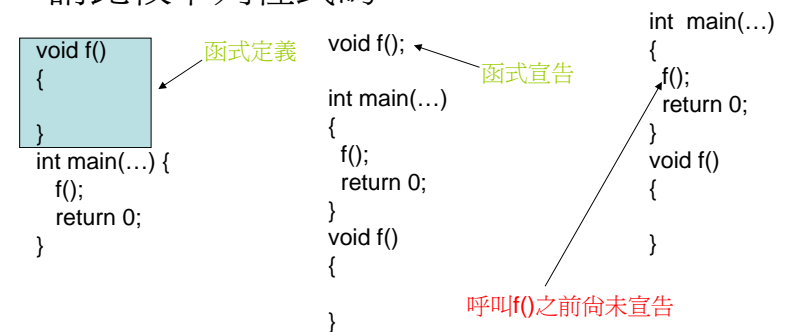 void f()
{
}
int main(…) {
f();
return 0;
}
函式定義
void f();
函式宣告
int main(…)
{
f();
return 0;
}
void f()
{
}
int main(…)
{
f();
return 0;
}
void f()
{
}
呼叫f()之前尚未宣告